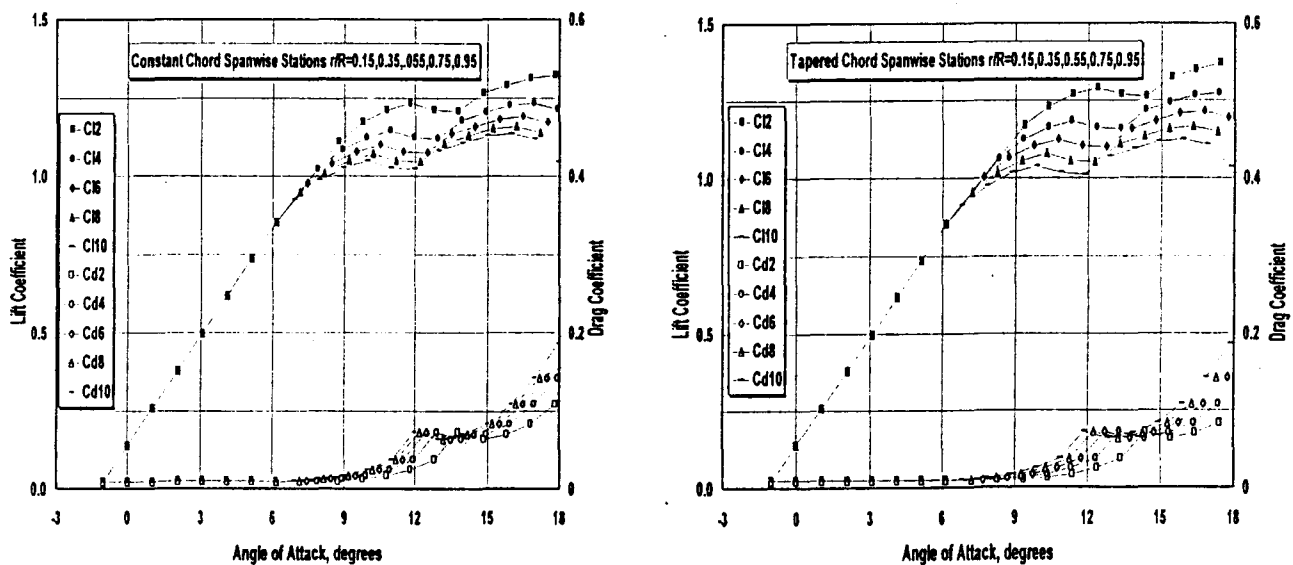 1.5
1.0
0.5
0.0
Lift Coefficient
Constant Chord Spanwise Stations r/R=0.15,0.35,.055,0.75,0.95
Cl2
Cl4
Cl6
Cl8
Cl10
Cd2
Cd4
Cd6
Cd8
Cd10
0.6
0.4
0.2
0
Drag Coefficient
-3 0 3 6 9 12 15 18
Angle of Attack, degrees
1.5
1.0
0.5
0.0
Lift Coefficient
Tapered Chord Spanwise Stations r/R=0.15,0.35,0.55,0.75,0.95
Cl2
Cl4
Cl6
Cl8
Cl10
Cd2
Cd4
Cd6
Cd8
Cd10
0.6
0.4
0.2
0
Drag Coefficient
-3 0 3 6 9 12 15 18
Angle of Attack, degrees